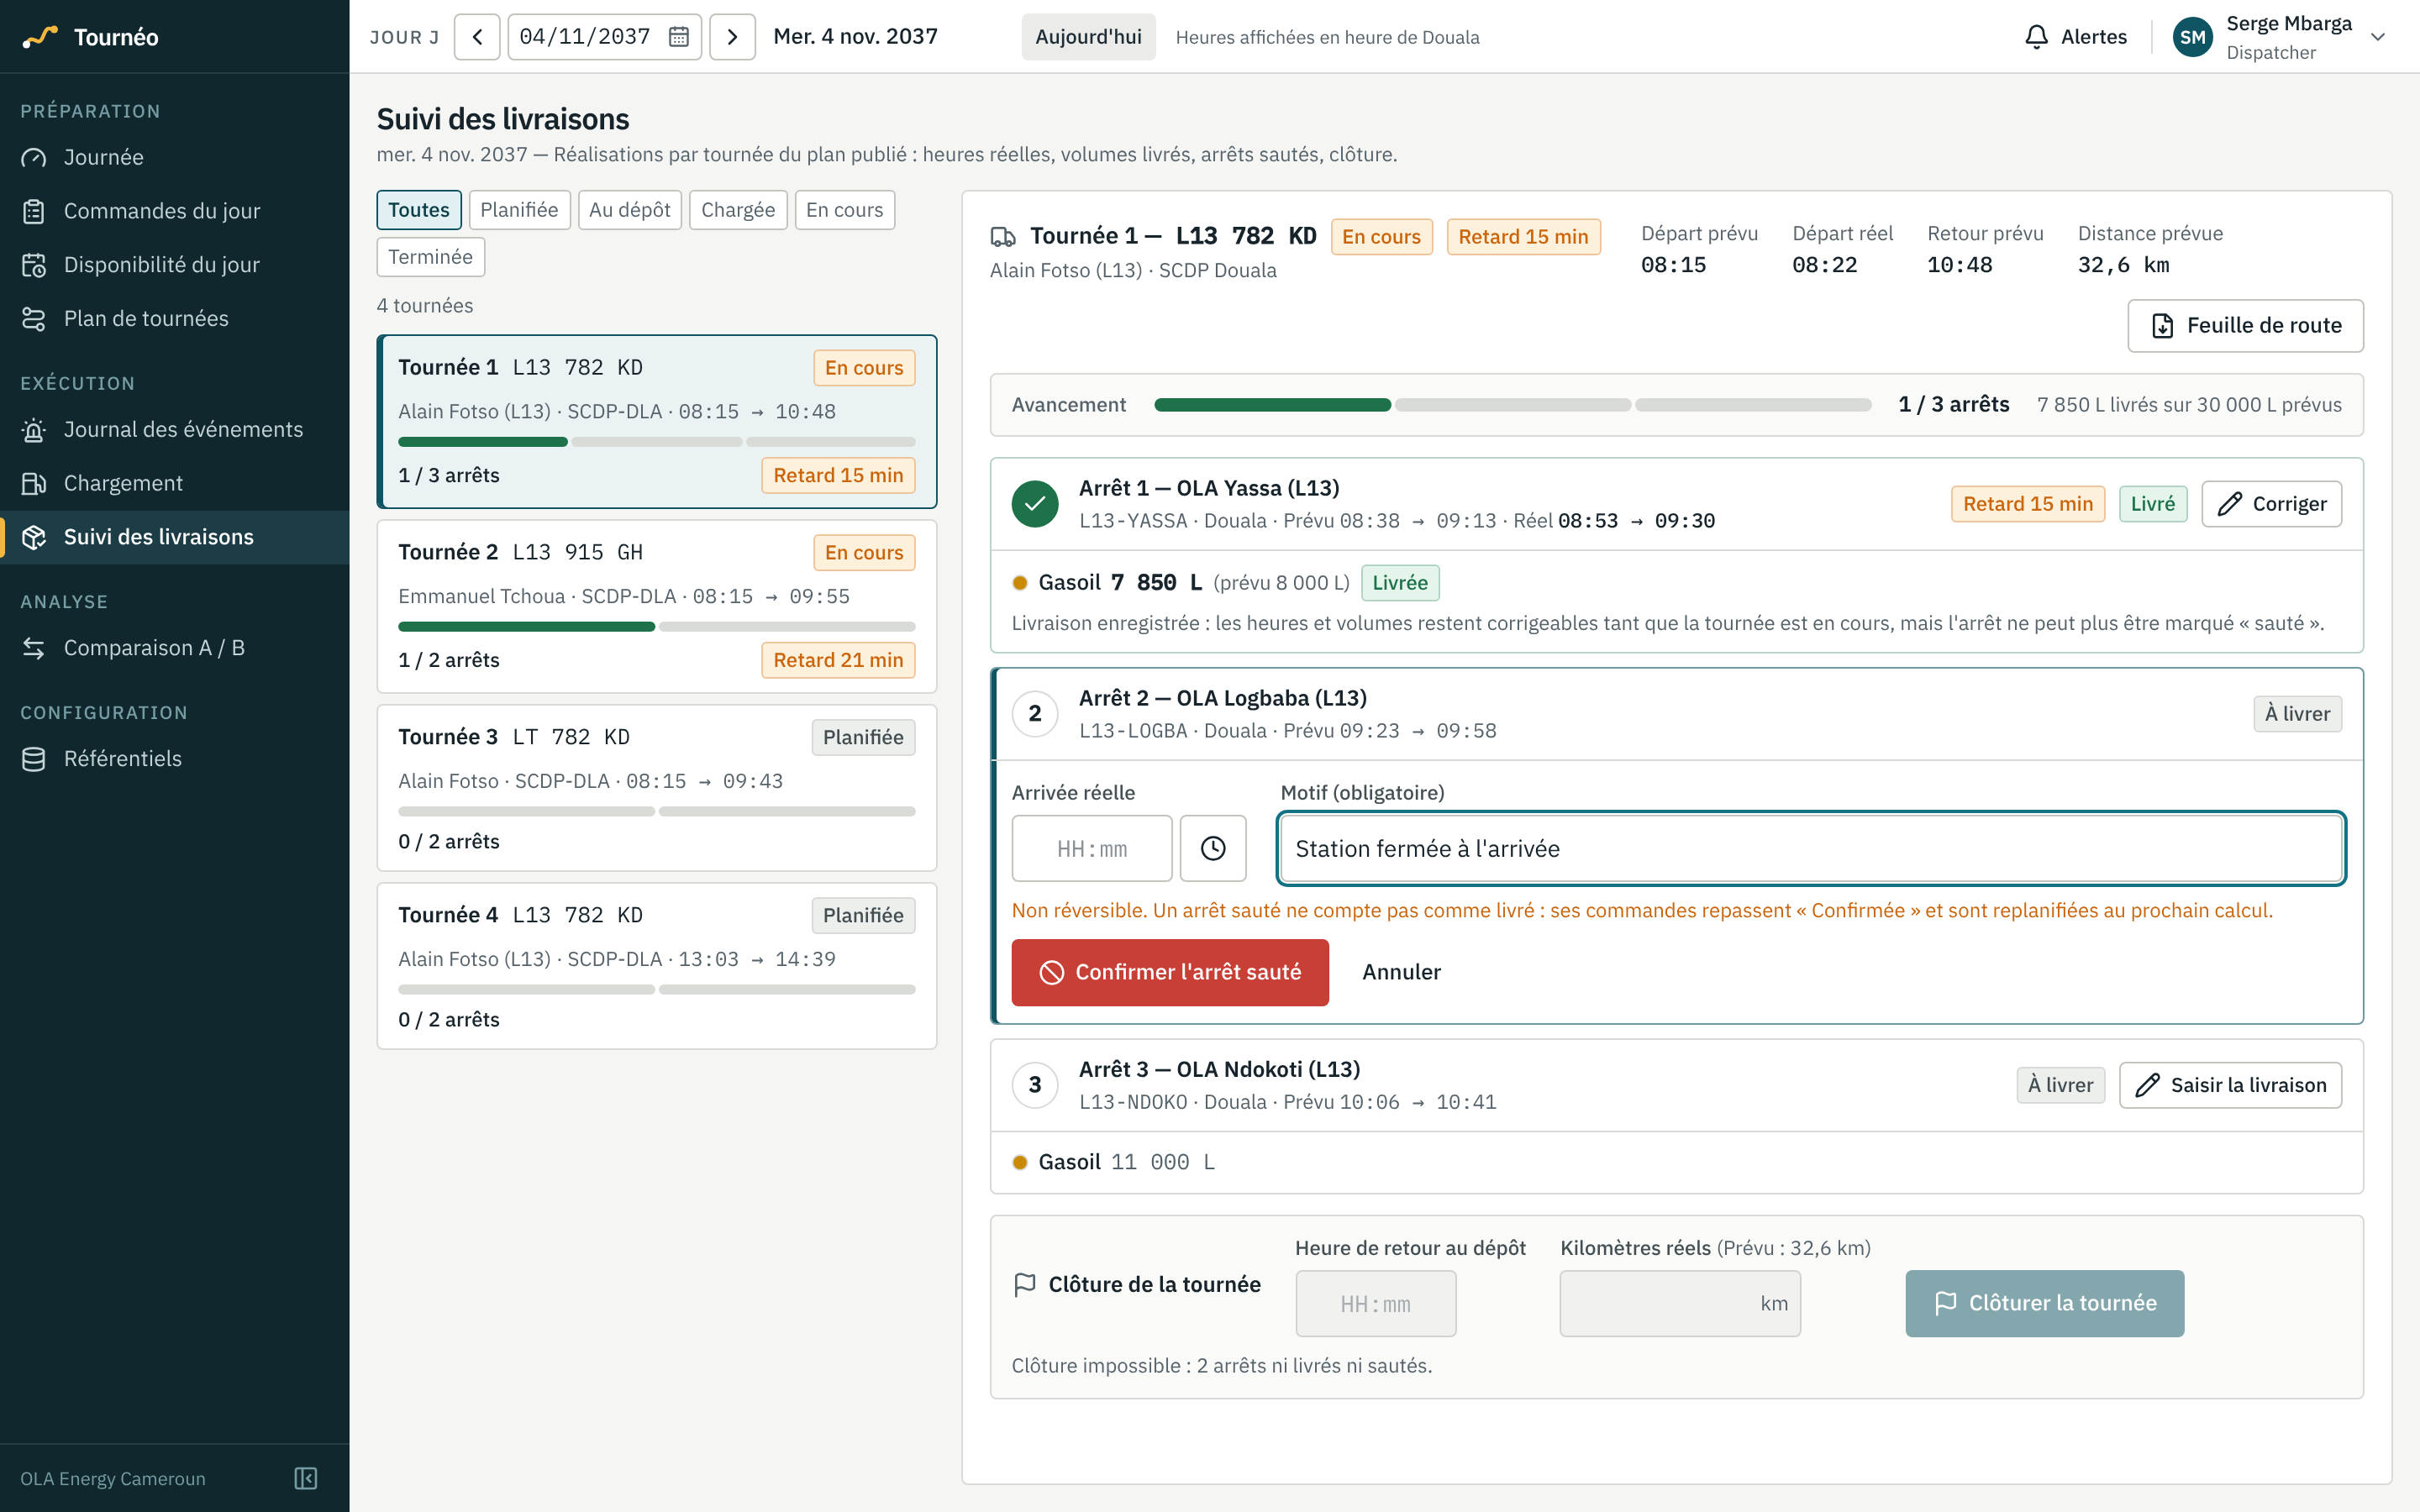 Tournéo
JOUR J
04/11/2037
Mer. 4 nov. 2037
Aujourd'hui
Heures affichées en heure de Douala
Alertes
SM
Serge Mbarga
Dispatcher
PRÉPARATION
Journée
Commandes du jour
Disponibilité du jour
Plan de tournées
EXÉCUTION
Journal des événements
Chargement
Suivi des livraisons
ANALYSE
Comparaison A / B
CONFIGURATION
Référentiels
OLA Energy Cameroun
Suivi des livraisons
mer. 4 nov. 2037 — Réalisations par tournée du plan publié : heures réelles, volumes livrés, arrêts sautés, clôture.
Toutes
Planifiée
Au dépôt
Chargée
En cours
Terminée
4 tournées
Tournée 1 L13 782 KD
En cours
Alain Fotso (L13) · SCDP-DLA · 08:15 → 10:48
1 / 3 arrêts
Retard 15 min
Tournée 2 L13 915 GH
En cours
Emmanuel Tchoua · SCDP-DLA · 08:15 → 09:55
1 / 2 arrêts
Retard 21 min
Tournée 3 LT 782 KD
Planifiée
Alain Fotso · SCDP-DLA · 08:15 → 09:43
0 / 2 arrêts
Tournée 4 L13 782 KD
Planifiée
Alain Fotso (L13) · SCDP-DLA · 13:03 → 14:39
0 / 2 arrêts
Tournée 1 — L13 782 KD
En cours
Retard 15 min
Alain Fotso (L13) · SCDP Douala
Départ prévu
08:15
Départ réel
08:22
Retour prévu
10:48
Distance prévue
32,6 km
Feuille de route
Avancement
1 / 3 arrêts
7 850 L livrés sur 30 000 L prévus
Arrêt 1 — OLA Yassa (L13)
L13-YASSA · Douala · Prévu 08:38 → 09:13 · Réel 08:53 → 09:30
Retard 15 min
Livré
Corriger
Gasoil 7 850 L (prévu 8 000 L) Livrée
Livraison enregistrée : les heures et volumes restent corrigeables tant que la tournée est en cours, mais l'arrêt ne peut plus être marqué « sauté ».
2
Arrêt 2 — OLA Logbaba (L13)
L13-LOGBA · Douala · Prévu 09:23 → 09:58
À livrer
Arrivée réelle
HH:mm
Motif (obligatoire)
Station fermée à l'arrivée
Non réversible. Un arrêt sauté ne compte pas comme livré : ses commandes repassent « Confirmée » et sont replanifiées au prochain calcul.
Confirmer l'arrêt sauté
Annuler
3
Arrêt 3 — OLA Ndokoti (L13)
L13-NDOKO · Douala · Prévu 10:06 → 10:41
À livrer
Saisir la livraison
Gasoil 11 000 L
Clôture de la tournée
Heure de retour au dépôt
HH:mm
Kilomètres réels (Prévu : 32,6 km)
km
Clôturer la tournée
Clôture impossible : 2 arrêts ni livrés ni sautés.